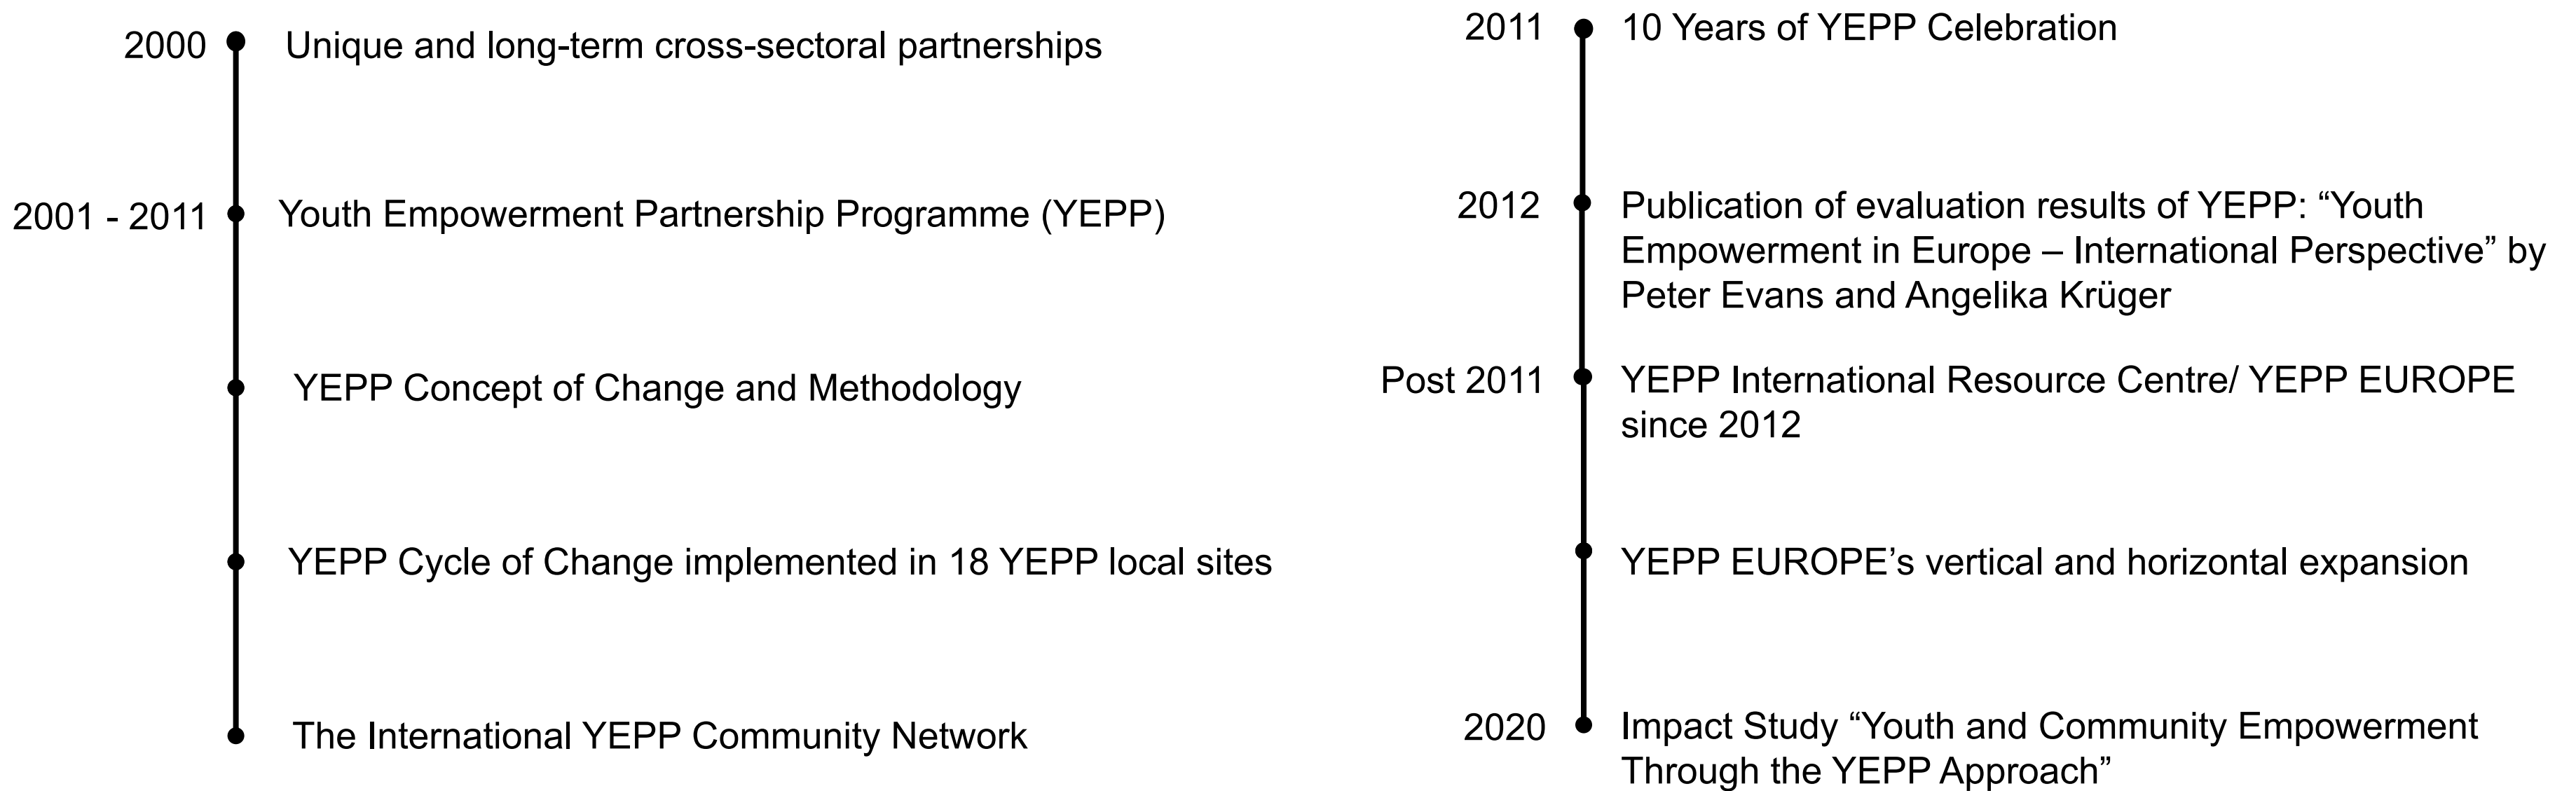 2000 Unique and long-term cross-sectoral partnerships
2001 - 2011 Youth Empowerment Partnership Programme (YEPP)
YEPP Concept of Change and Methodology
YEPP Cycle of Change implemented in 18 YEPP local sites
The International YEPP Community Network
2011 10 Years of YEPP Celebration
2012 Publication of evaluation results of YEPP: “Youth
Empowerment in Europe – International Perspective” by
Peter Evans and Angelika Krüger
Post 2011 YEPP International Resource Centre/ YEPP EUROPE
since 2012
YEPP EUROPE’s vertical and horizontal expansion
2020 Impact Study “Youth and Community Empowerment
Through the YEPP Approach”